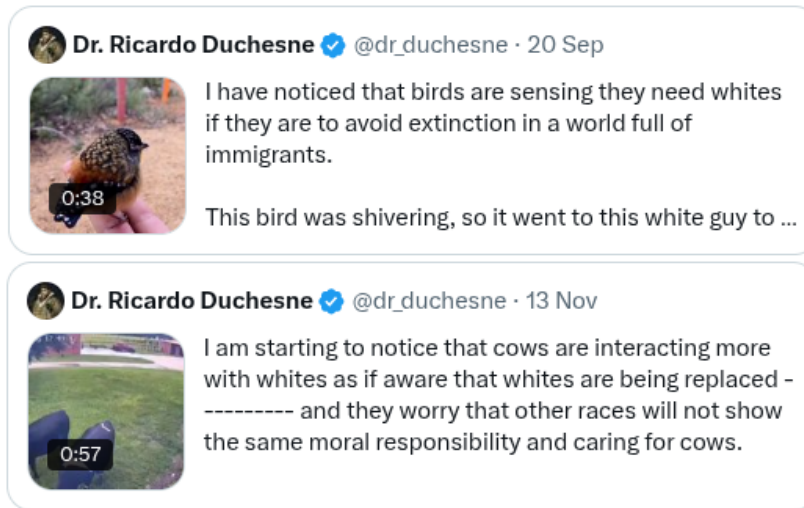 Dr. Ricardo Duchesne @dr_duchesne · 20 Sep
I have noticed that birds are sensing they need whites
if they are to avoid extinction in a world full of
immigrants.
0:38
This bird was shivering, so it went to this white guy to ...
Dr. Ricardo Duchesne @dr_duchesne · 13 Nov
I am starting to notice that cows are interacting more
with whites as if aware that whites are being replaced -
--------- and they worry that other races will not show
the same moral responsibility and caring for cows.
0:57